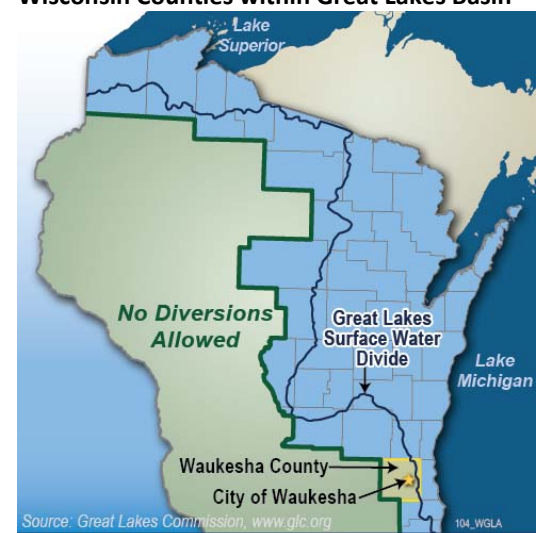 Wisconsin Counties within Great Lakes Basin
Lake
Superior
No Diversions
Allowed
Great Lakes
Surface Water
Divide
Lake
Michigan
Waukesha County
City of Waukesha
Source: Great Lakes Commission, www.glc.org
104_WGLA